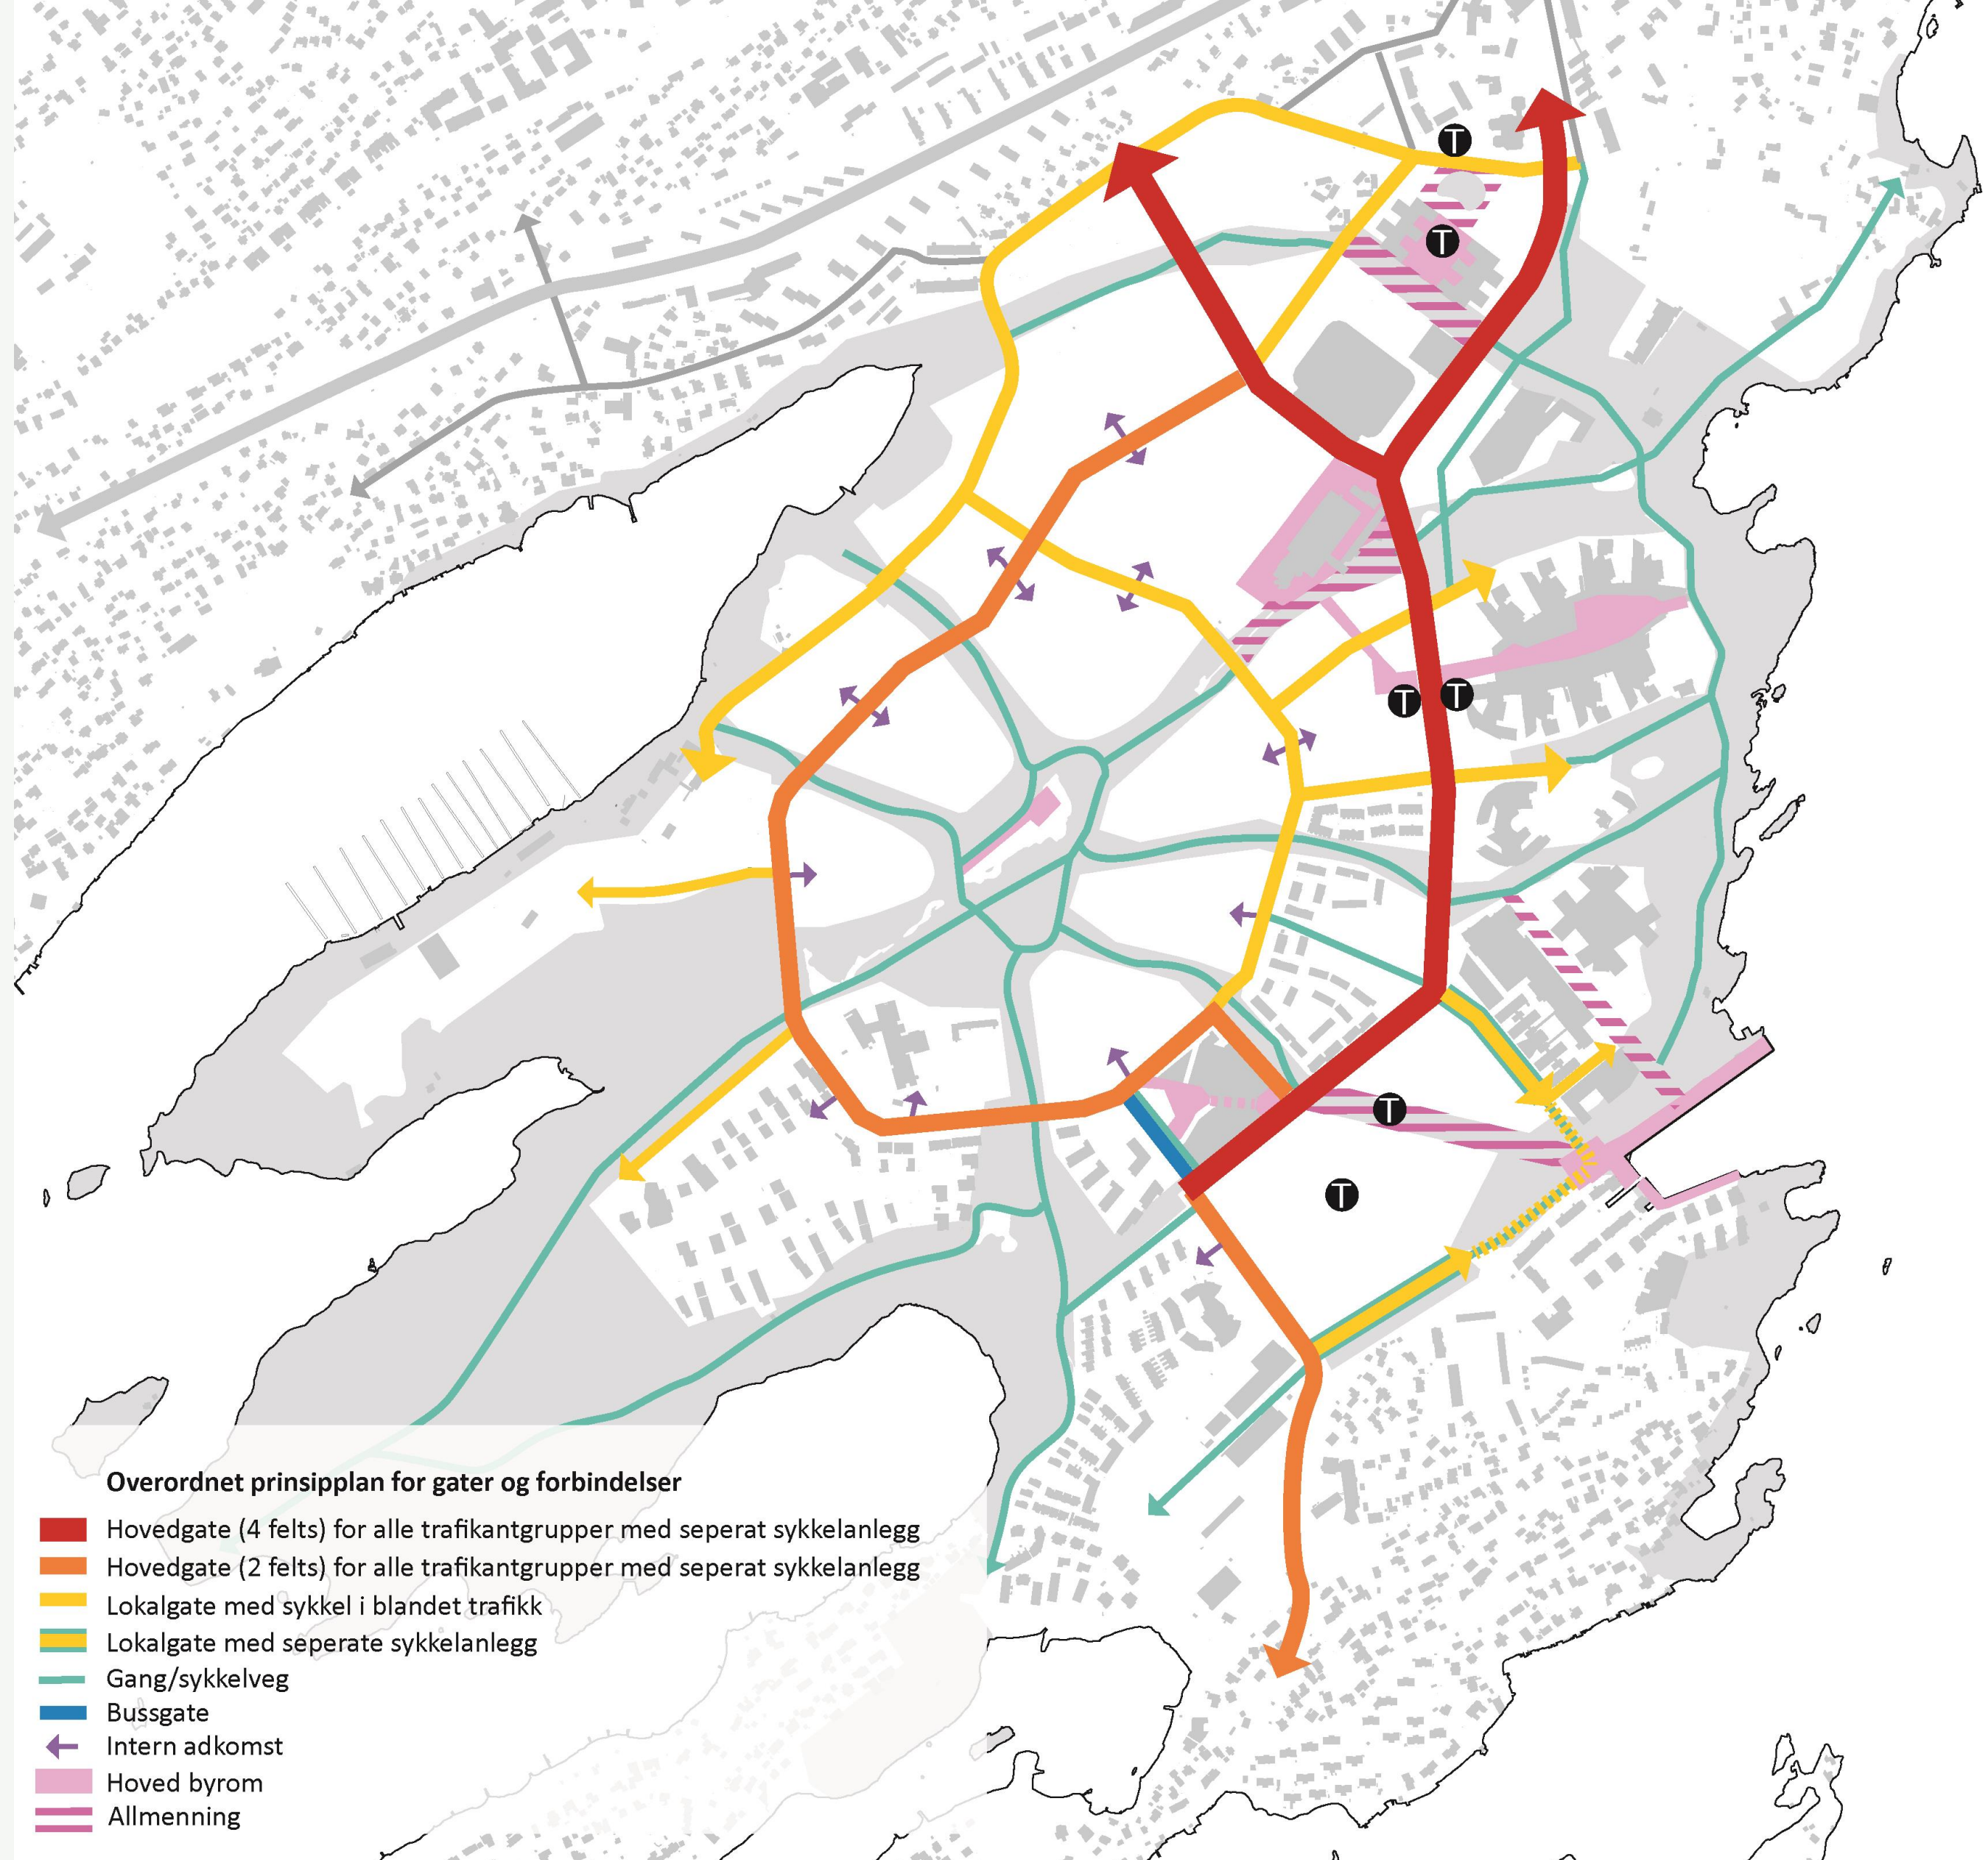 T
T
T
T
T
T
Overordnet prinsipplan for gater og forbindelser
Hovedgate (4 felts) for alle trafikantgrupper med seperat sykkelanlegg
Hovedgate (2 felts) for alle trafikantgrupper med seperat sykkelanlegg
Lokalgate med sykkel i blandet trafikk
Lokalgate med seperate sykkelanlegg
Gang/sykkelveg
Bussgate
Intern adkomst
Hoved byrom
Allmenning